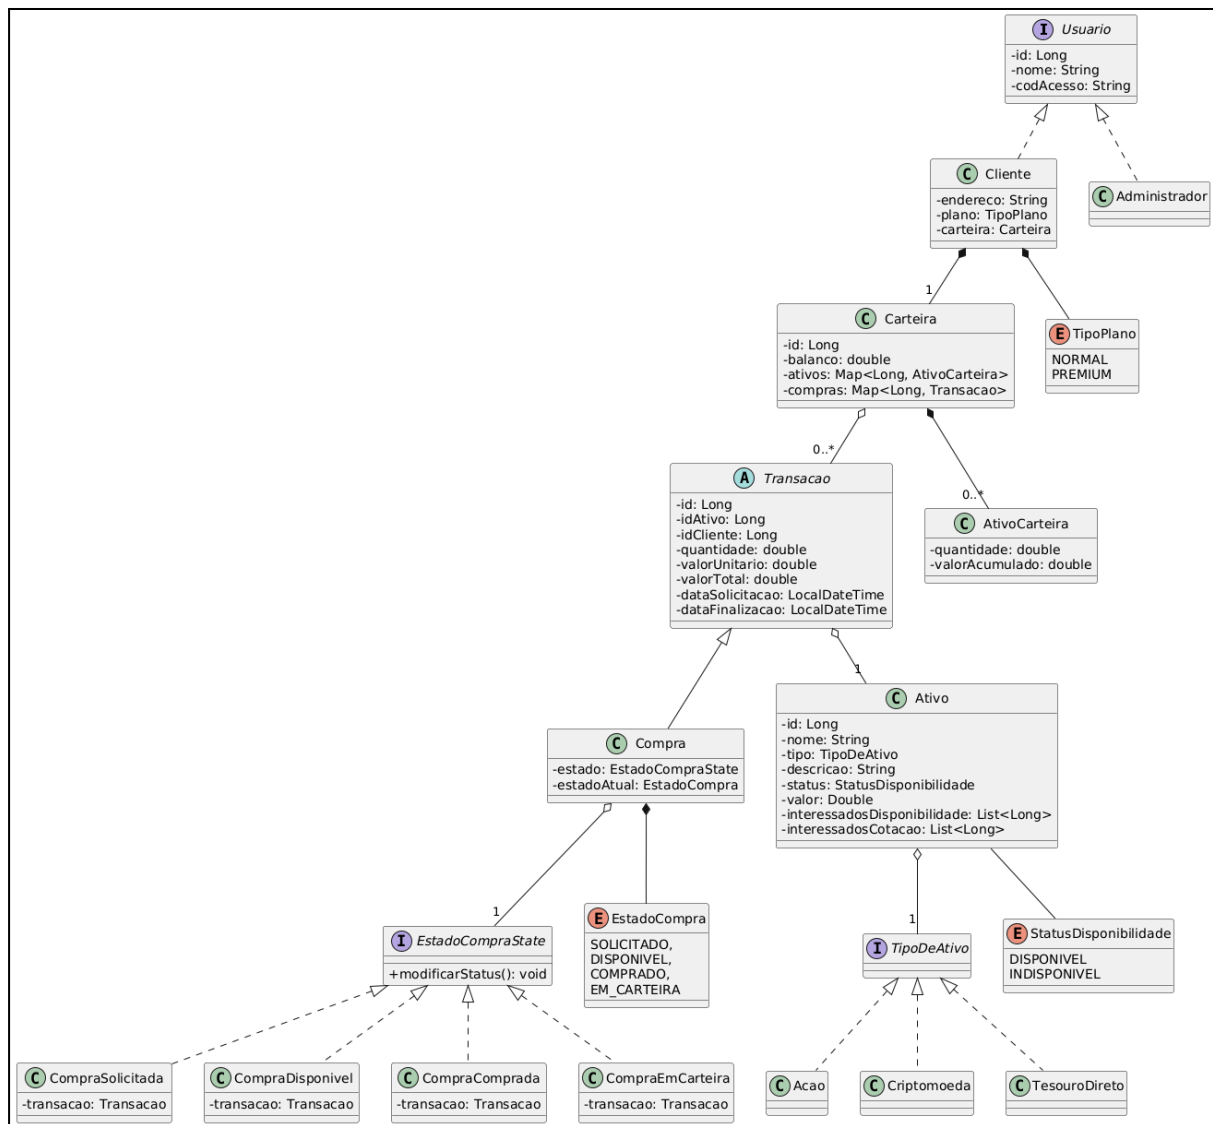 I Usuario
-id: Long
-nome: String
-codAcesso: String
C Cliente
-endereco: String
-plano: TipoPlano
-carteira: Carteira
C Administrador
1
C Carteira
-id: Long
-balanco: double
-ativos: Map<Long, AtivoCarteira>
-compras: Map<Long, Transacao>
E TipoPlano
NORMAL
PREMIUM
0..*
A Transacao
-id: Long
-idAtivo: Long
-idCliente: Long
-quantidade: double
-valorUnitario: double
-valorTotal: double
-dataSolicitacao: LocalDateTime
-dataFinalizacao: LocalDateTime
0..*
C AtivoCarteira
-quantidade: double
-valorAcumulado: double
1
C Compra
-estado: EstadoCompraState
-estadoAtual: EstadoCompra
C Ativo
-id: Long
-nome: String
-tipo: TipoDeAtivo
-descricao: String
-status: StatusDisponibilidade
-valor: Double
-interessadosDisponibilidade: List<Long>
-interessadosCotacao: List<Long>
1
I EstadoCompraState
+modificarStatus(): void
E EstadoCompra
SOLICITADO,
DISPONIVEL,
COMPRADO,
EM_CARTEIRA
1
I TipoDeAtivo
E StatusDisponibilidade
DISPONIVEL
INDISPONIVEL
C CompraSolicitada
-transacao: Transacao
C CompraDisponivel
-transacao: Transacao
C CompraComprada
-transacao: Transacao
C CompraEmCarteira
-transacao: Transacao
C Acao
C Criptomoeda
C TesouroDireto